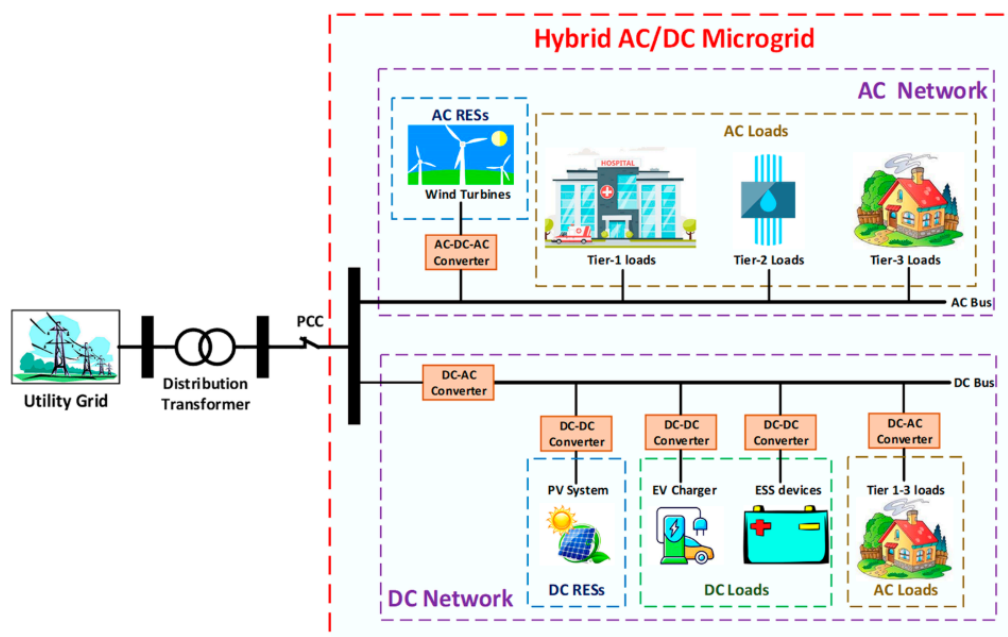 Hybrid AC/DC Microgrid
AC Network
AC RESs
Wind Turbines
AC-DC-AC
Converter
AC Loads
HOSPITAL
Tier-1 loads
Tier-2 Loads
Tier-3 Loads
AC Bus
PCC
Utility Grid
Distribution
Transformer
DC-AC
Converter
DC Bus
DC-DC
Converter
DC-DC
Converter
DC-DC
Converter
DC-AC
Converter
PV System
EV Charger
ESS devices
Tier 1-3 loads
DC RESs
DC Loads
AC Loads
DC Network